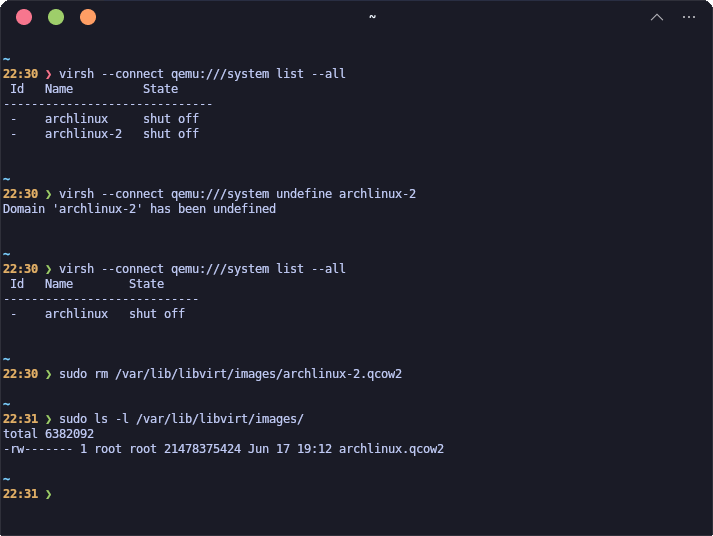 ~
~
22:30 ❯ virsh --connect qemu:///system list --all
 Id   Name          State
------------------------------
 -    archlinux     shut off
 -    archlinux-2   shut off
~
22:30 ❯ virsh --connect qemu:///system undefine archlinux-2
Domain 'archlinux-2' has been undefined
~
22:30 ❯ virsh --connect qemu:///system list --all
 Id   Name        State
----------------------------
 -    archlinux   shut off
~
22:30 ❯ sudo rm /var/lib/libvirt/images/archlinux-2.qcow2
~
22:31 ❯ sudo ls -l /var/lib/libvirt/images/
total 6382092
-rw------- 1 root root 21478375424 Jun 17 19:12 archlinux.qcow2
~
22:31 ❯